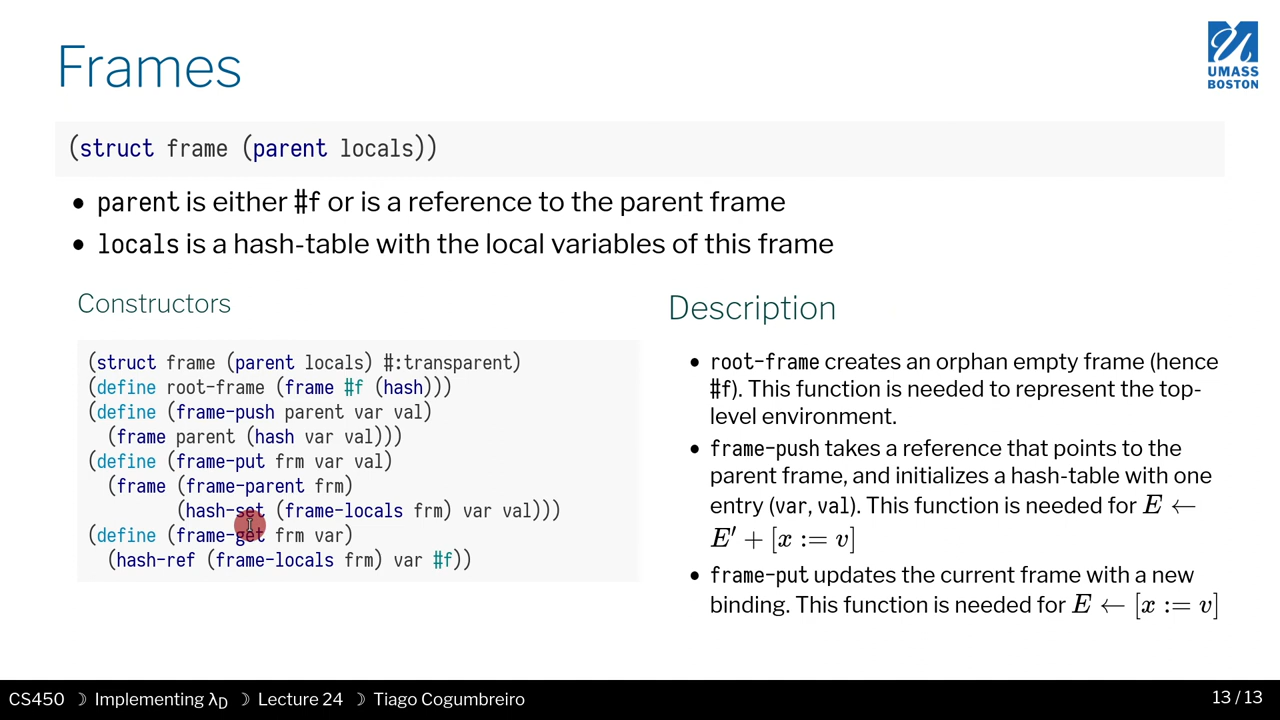 Frames
UMASS
BOSTON
(struct frame (parent locals))
• parent is either #f or is a reference to the parent frame
• locals is a hash-table with the local variables of this frame
Constructors
(struct frame (parent locals) #:transparent)
(define root-frame (frame #f (hash)))
(define (frame-push parent var val)
  (frame parent (hash var val)))
(define (frame-put frm var val)
  (frame (frame-parent frm)
         (hash-set (frame-locals frm) var val)))
(define (frame-get frm var)
  (hash-ref (frame-locals frm) var #f))
Description
• root-frame creates an orphan empty frame (hence
#f). This function is needed to represent the top-
level environment.
• frame-push takes a reference that points to the
parent frame, and initializes a hash-table with one
entry (var, val). This function is needed for E ←
E′ + [x := v]
• frame-put updates the current frame with a new
binding. This function is needed for E ← [x := v]
CS450 ☽ Implementing λD ☽ Lecture 24 ☽ Tiago Cogumbreiro
13 / 13